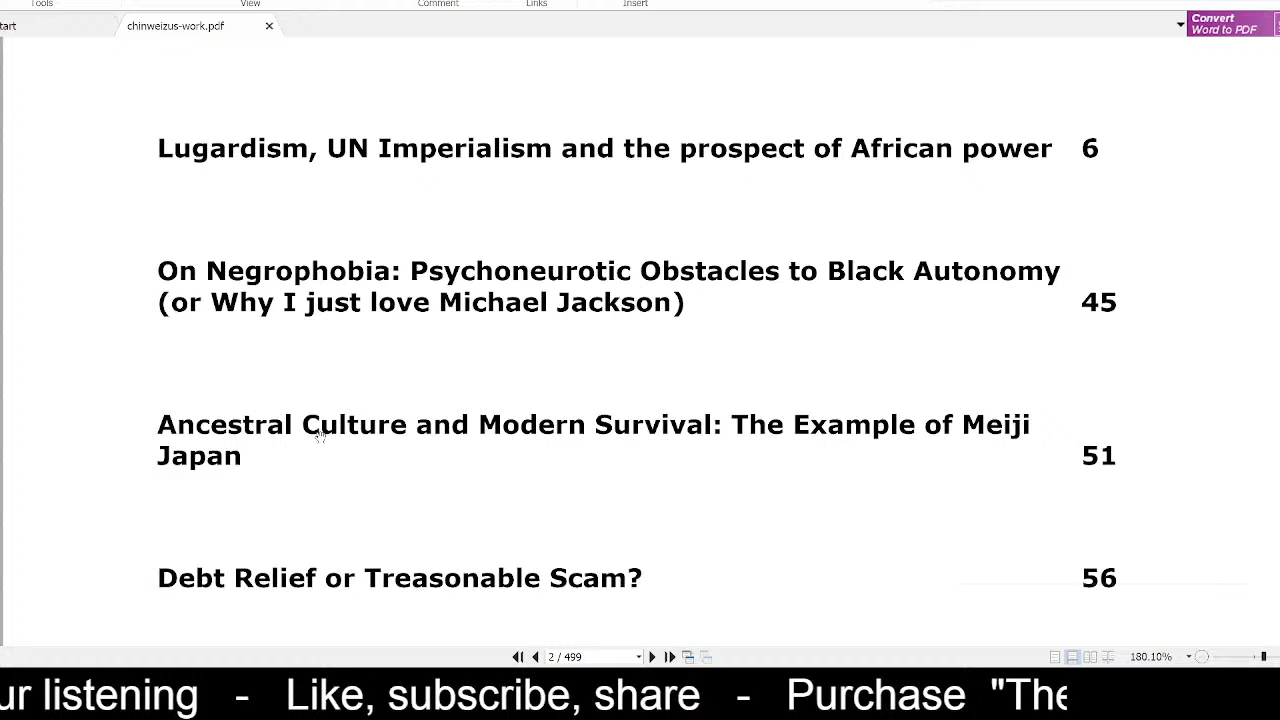 Tools View Comment Links Insert
tart chinweizus-work.pdf Convert
Word to PDF
Lugardism, UN Imperialism and the prospect of African power 6
On Negrophobia: Psychoneurotic Obstacles to Black Autonomy
(or Why I just love Michael Jackson) 45
Ancestral Culture and Modern Survival: The Example of Meiji
Japan 51
Debt Relief or Treasonable Scam? 56
2 / 499 180.10%
ur listening - Like, subscribe, share - Purchase "The